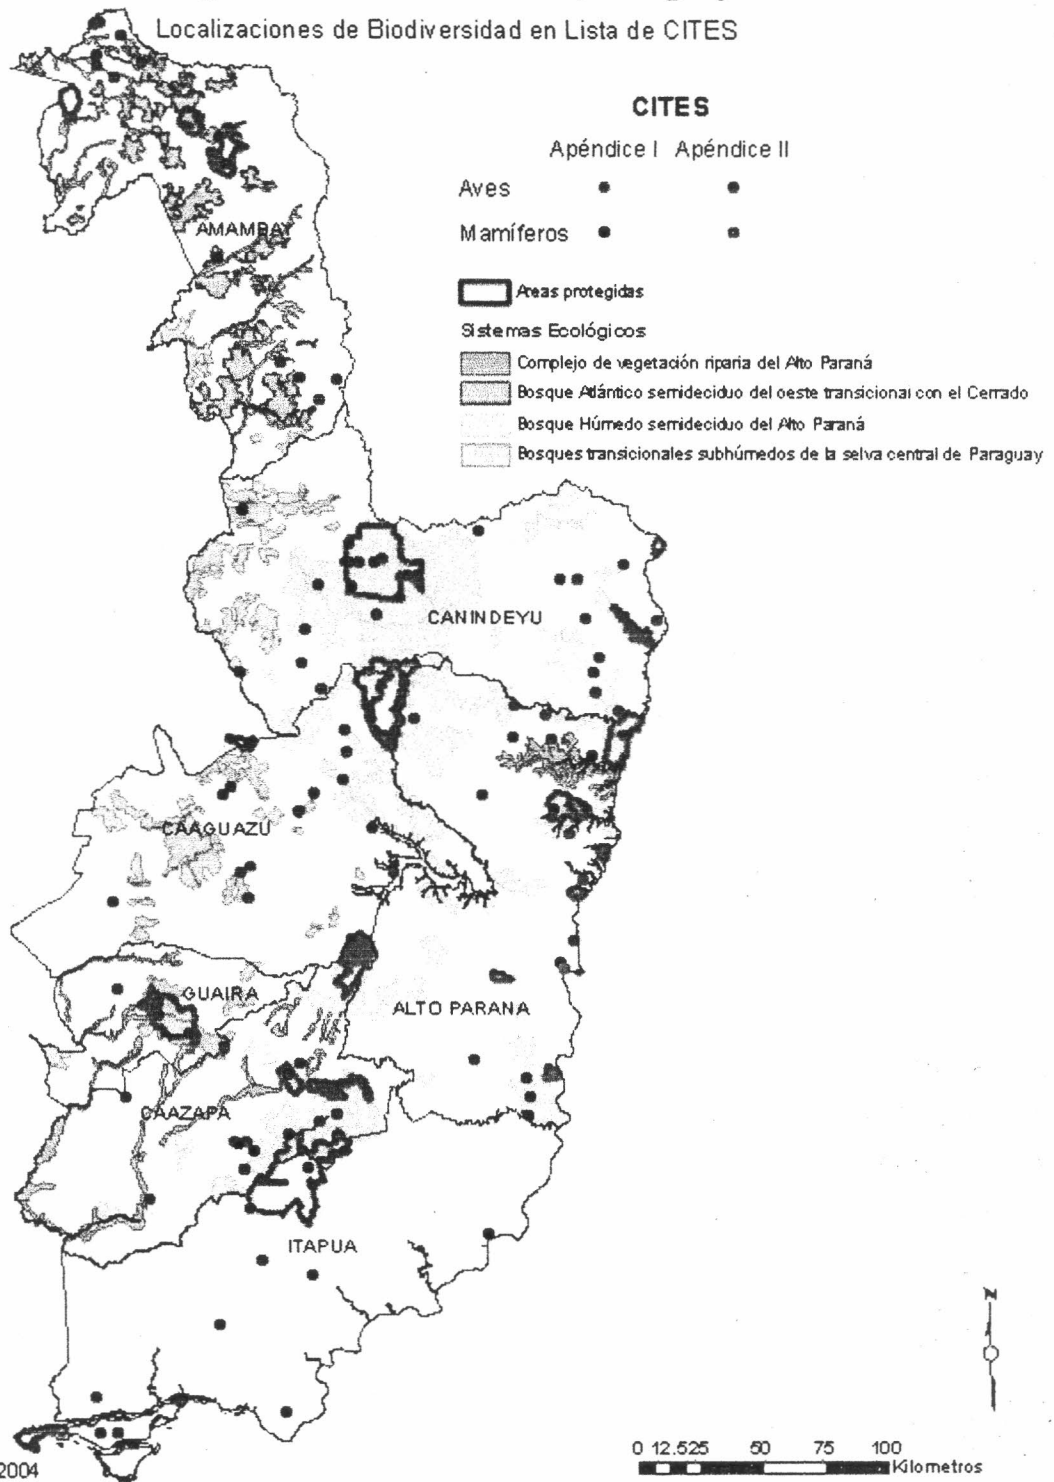 Localizaciones de Biodiversidad en Lista de CITES
CITES
Apéndice I Apéndice II
Aves
Mamíferos
Areas protegidas
Sistemas Ecológicos
Complejo de vegetación riparia del Alto Paraná
Bosque Atlántico semideciduo del oeste transicional con el Cerrado
Bosque Húmedo semideciduo del Alto Paraná
Bosques transicionales subhúmedos de la selva central de Paraguay
AMAMBAY
CANINDEYU
CAAGUAZU
GUAIRA
ALTO PARANA
CAAZAPA
ITAPUA
N
0 12.525 50 75 100
Kilometros
2004